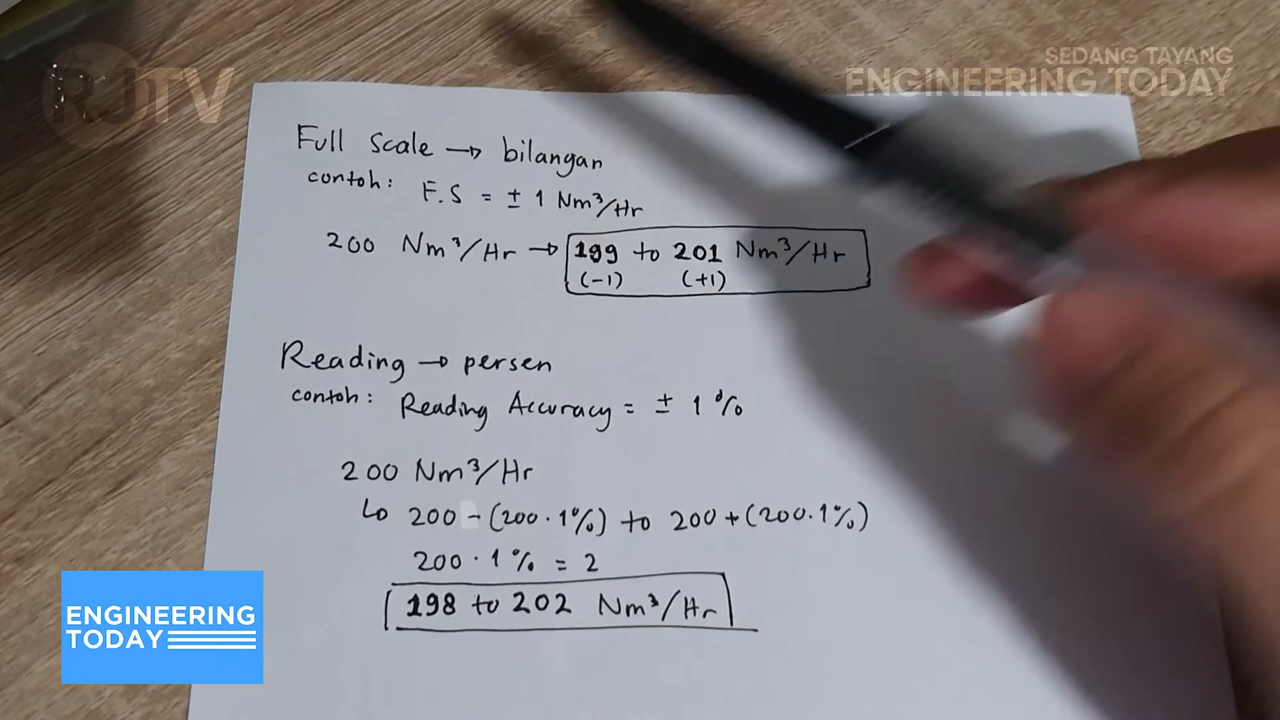 RJTV
SEDANG TAYANG
ENGINEERING TODAY
Full Scale → bilangan
contoh: F.S = ± 1 Nm³/Hr
200 Nm³/Hr → 199 to 201 Nm³/Hr
(-1) (+1)
Reading → persen
contoh: Reading Accuracy = ± 1 %
200 Nm³/Hr
↳ 200 - (200 · 1%) to 200 + (200 . 1%)
200 · 1 % = 2
198 to 202 Nm³/Hr
ENGINEERING
TODAY